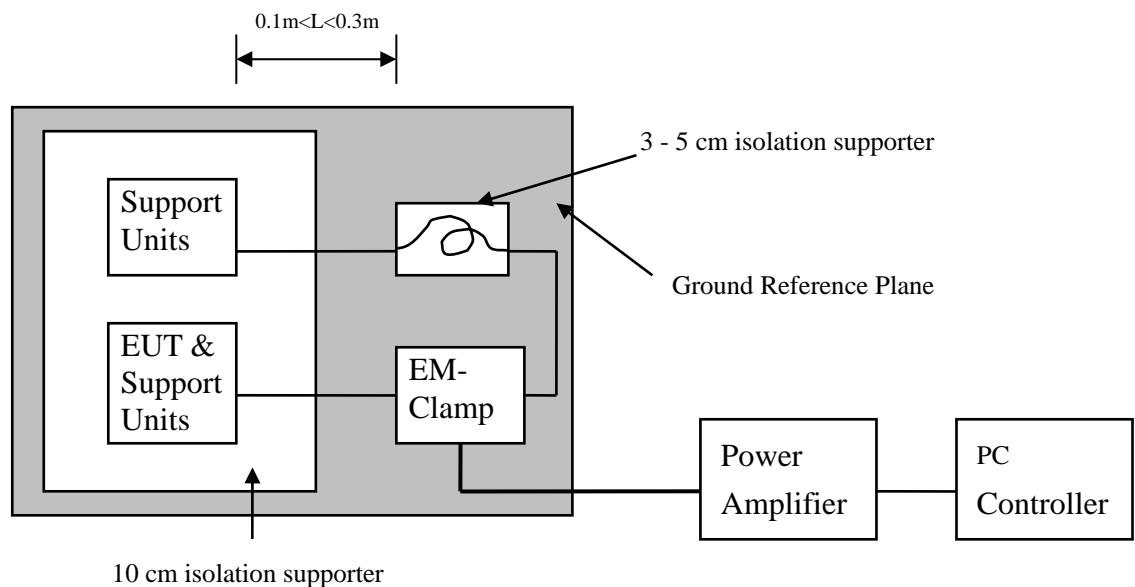 0.1m<L<0.3m
3 - 5 cm isolation supporter
Support
Units
Ground Reference Plane
EUT &
Support
Units
EM-
Clamp
Power
Amplifier
PC
Controller
10 cm isolation supporter